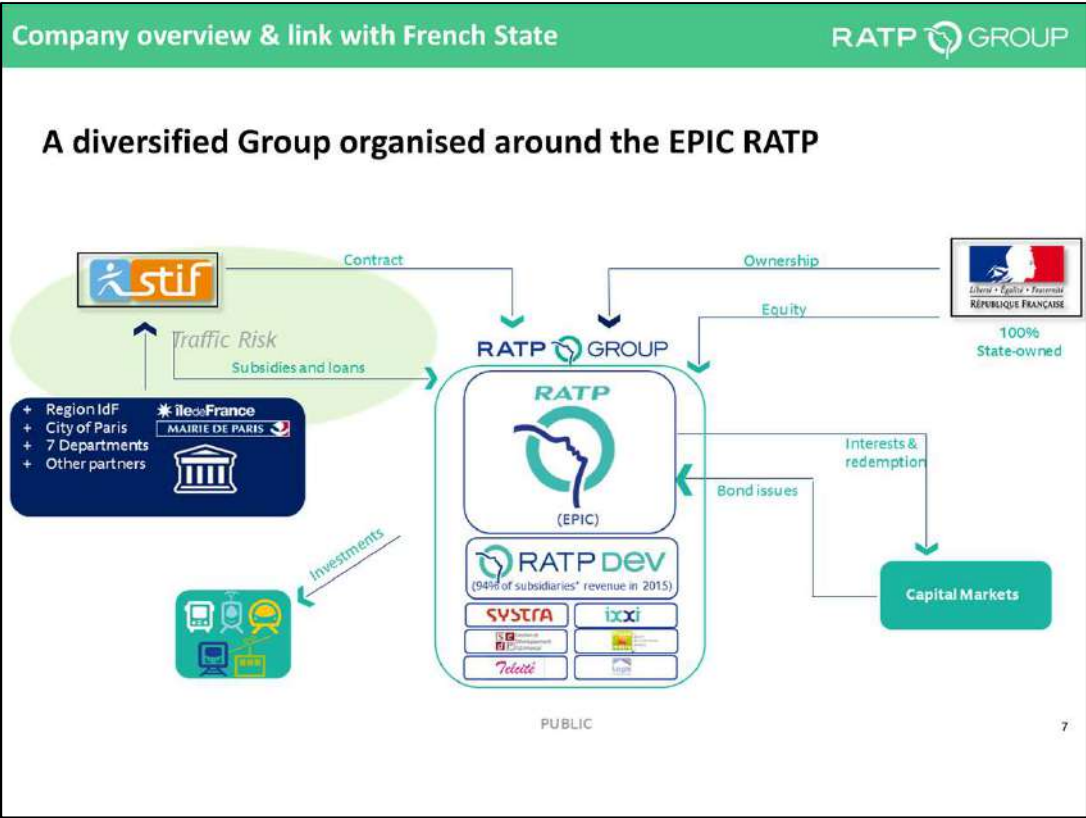 Company overview & link with French State
RATP GROUP
A diversified Group organised around the EPIC RATP
stif
Contract
Ownership
Equity
Liberté • Égalité • Fraternité
RÉPUBLIQUE FRANÇAISE
100%
State-owned
Traffic Risk
Subsidies and loans
RATP GROUP
+ Region IdF
+ City of Paris
+ 7 Departments
+ Other partners
îledeFrance
MAIRIE DE PARIS
RATP
(EPIC)
Interests &
redemption
Bond issues
Investments
RATP DEV
(94% of subsidiaries' revenue in 2015)
SYSTRA
ixxi
Telcité
Capital Markets
PUBLIC
7